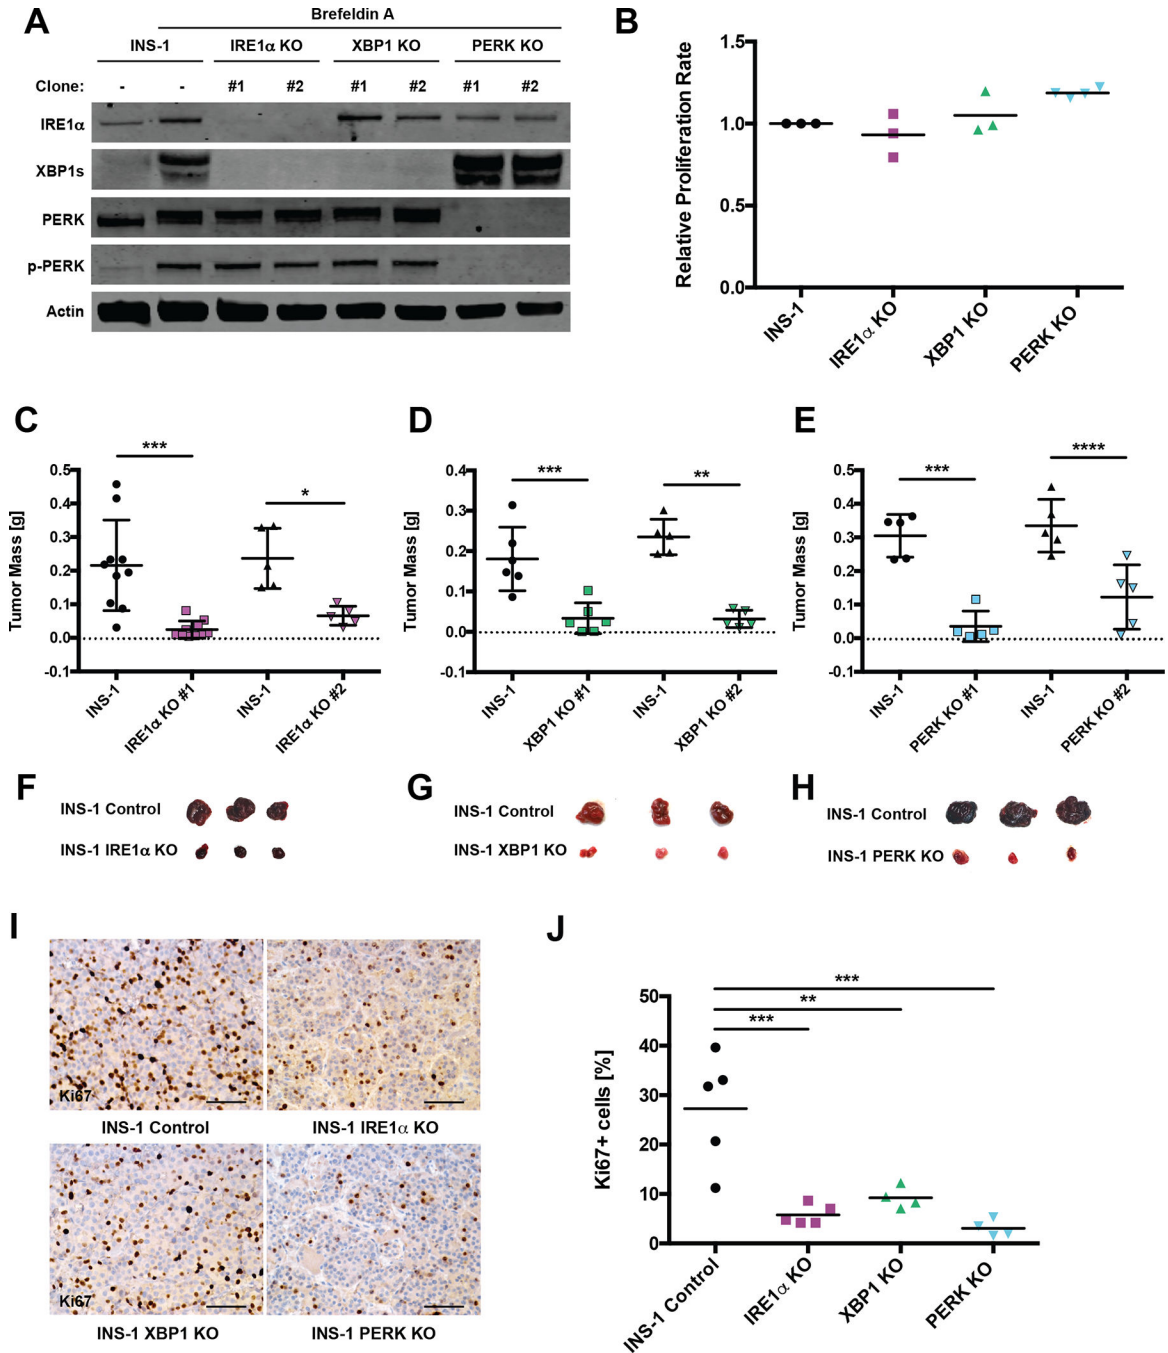 A
Brefeldin A
INS-1 IRE1α KO XBP1 KO PERK KO
Clone: - - #1 #2 #1 #2 #1 #2
IRE1α
XBP1s
PERK
p-PERK
Actin
B
Relative Proliferation Rate
1.5
1.0
0.5
0.0
INS-1
IRE1α KO
XBP1 KO
PERK KO
C
Tumor Mass [g]
0.5
0.4
0.3
0.2
0.1
0.0
-0.1
***
*
INS-1
IRE1α KO #1
INS-1
IRE1α KO #2
D
Tumor Mass [g]
0.4
0.3
0.2
0.1
0.0
-0.1
***
**
INS-1
XBP1 KO #1
INS-1
XBP1 KO #2
E
Tumor Mass [g]
0.5
0.4
0.3
0.2
0.1
0.0
-0.1
***
****
INS-1
PERK KO #1
INS-1
PERK KO #2
F
INS-1 Control
INS-1 IRE1α KO
G
INS-1 Control
INS-1 XBP1 KO
H
INS-1 Control
INS-1 PERK KO
I
Ki67
INS-1 Control
INS-1 IRE1α KO
Ki67
INS-1 XBP1 KO
INS-1 PERK KO
J
Ki67+ cells [%]
50
40
30
20
10
0
***
**
***
INS-1 Control
IRE1α KO
XBP1 KO
PERK KO